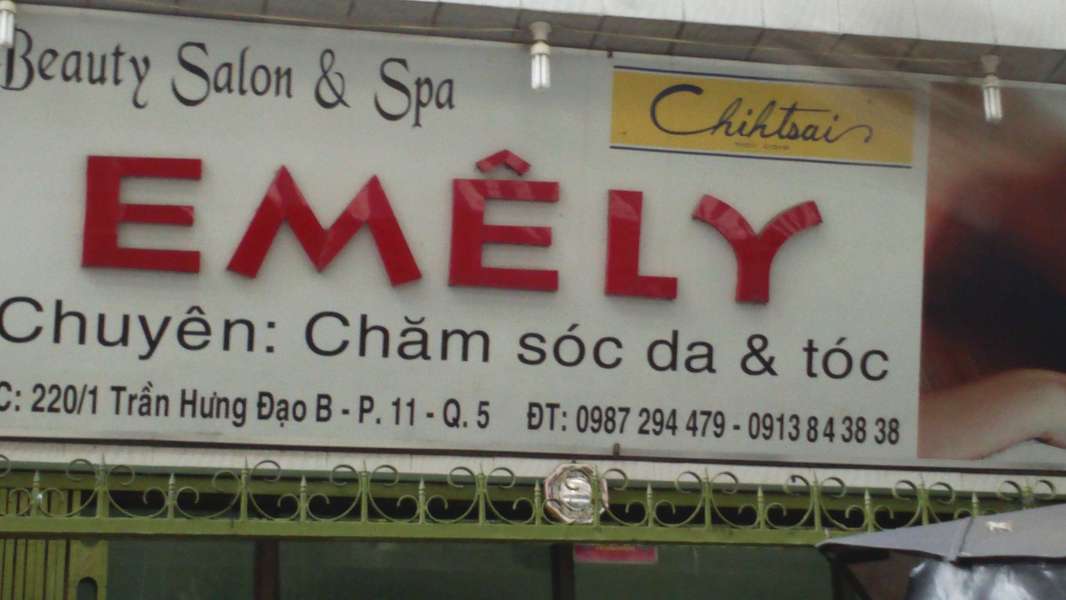 Beauty Salon & Spa
Chihtsai
EMÊLY
Chuyên: Chăm sóc da & tóc
C: 220/1 Trần Hưng Đạo B - P. 11 - Q. 5 ĐT: 0987 294 479 - 0913 84 38 38